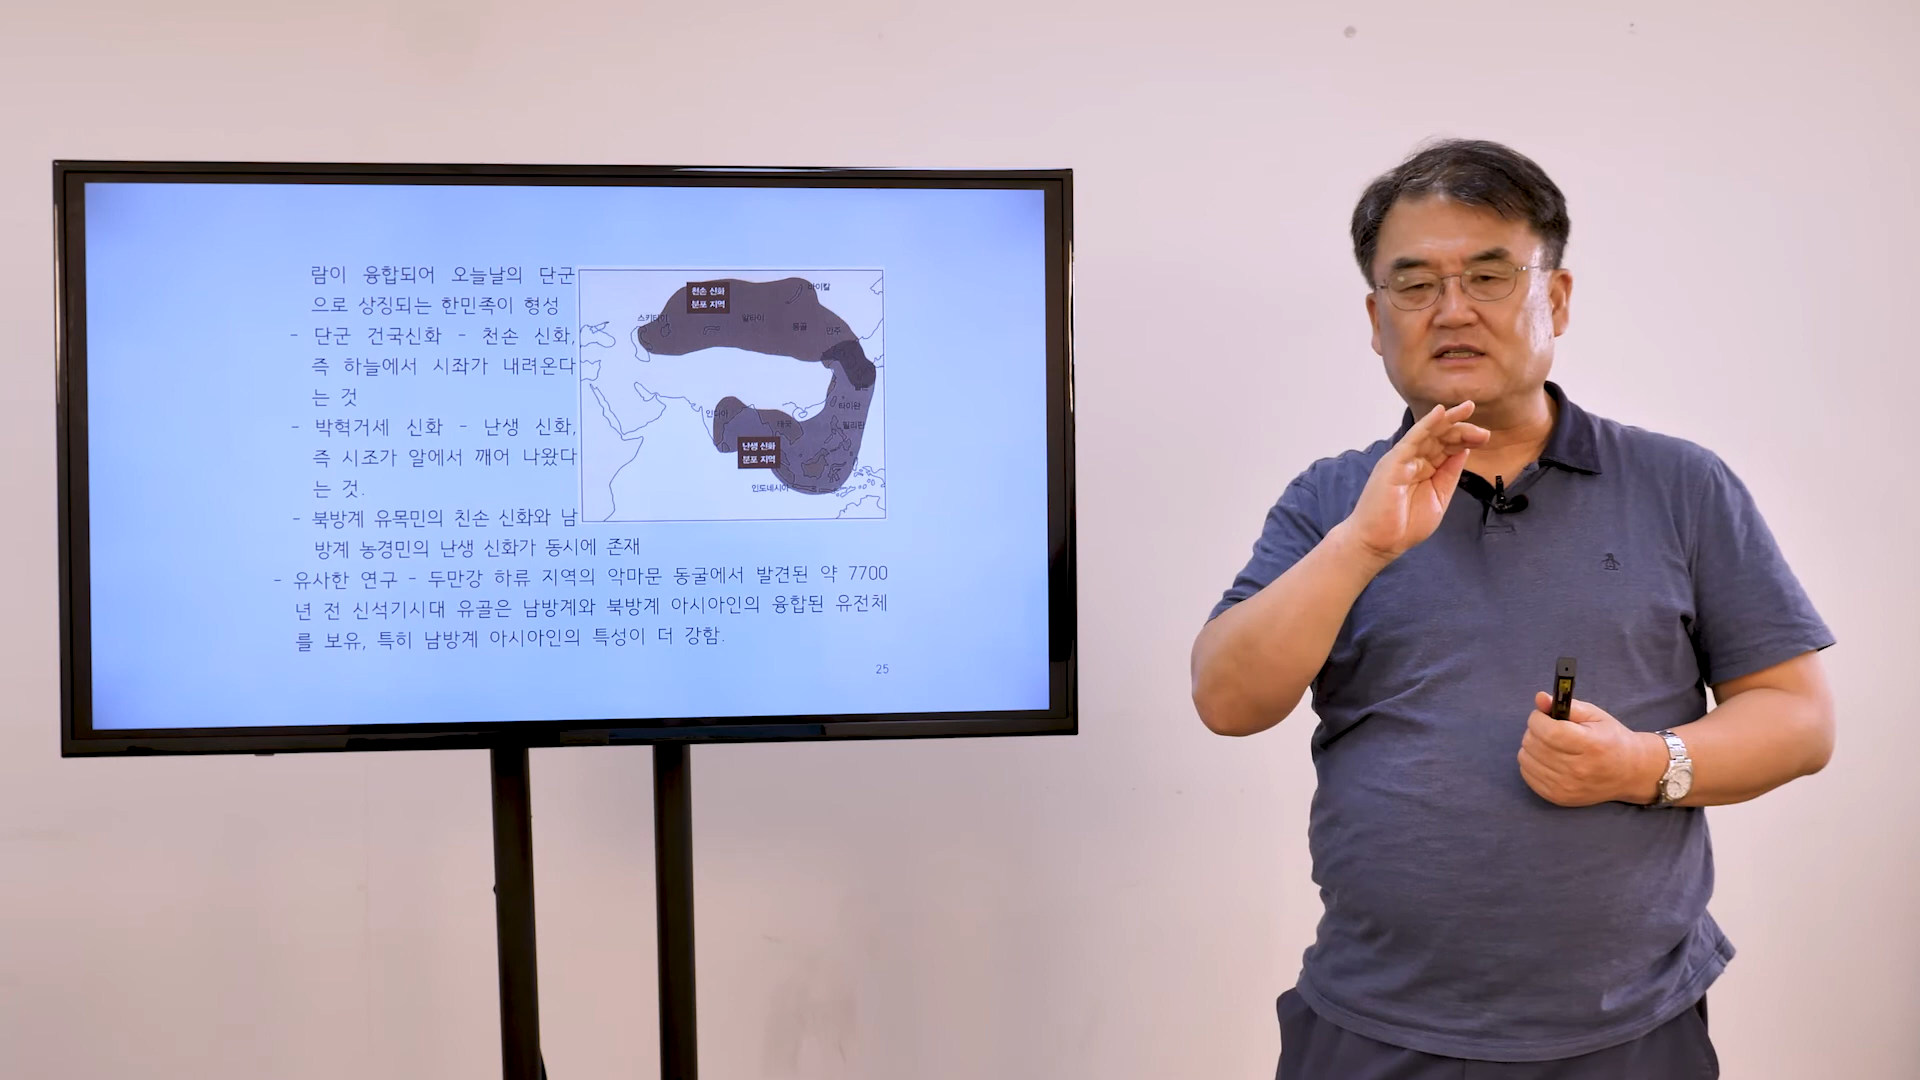 람이 융합되어 오늘날의 단군
으로 상징되는 한민족이 형성
- 단군 건국신화 - 천손 신화,
즉 하늘에서 시좌가 내려온다
는 것
- 박혁거세 신화 - 난생 신화,
즉 시조가 알에서 깨어 나왔다
는 것.
- 북방계 유목민의 친손 신화와 남
방계 농경민의 난생 신화가 동시에 존재
- 유사한 연구 - 두만강 하류 지역의 악마문 동굴에서 발견된 약 7700
년 전 신석기시대 유골은 남방계와 북방계 아시아인의 융합된 유전체
를 보유, 특히 남방계 아시아인의 특성이 더 강함.
천손 신화
분포 지역
바이칼
스키타이
알타이
몽골
만주
인디아
타이완
태국
필리핀
난생 신화
분포 지역
인도네시아
25